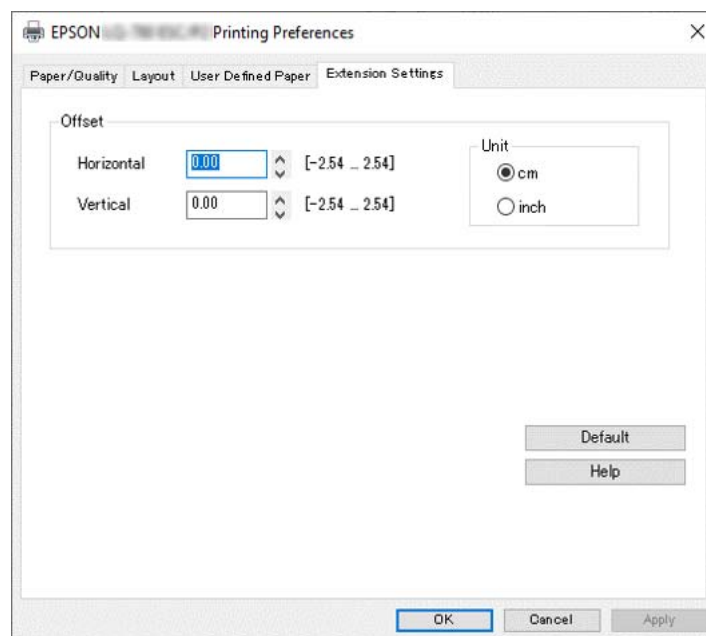 EPSON Printing Preferences
Paper/Quality Layout User Defined Paper Extension Settings
Offset
Horizontal 0.00 [-2.54 ... 2.54]
Vertical 0.00 [-2.54 ... 2.54]
Unit
cm
inch
Default
Help
OK Cancel Apply